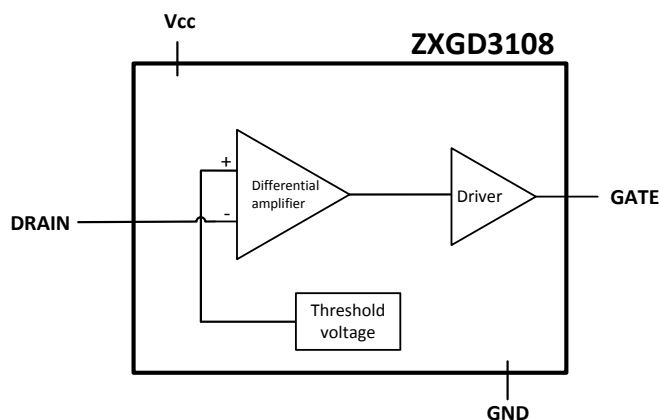 Vcc
ZXGD3108
+
Differential
amplifier
-
Driver
DRAIN
GATE
Threshold
voltage
GND